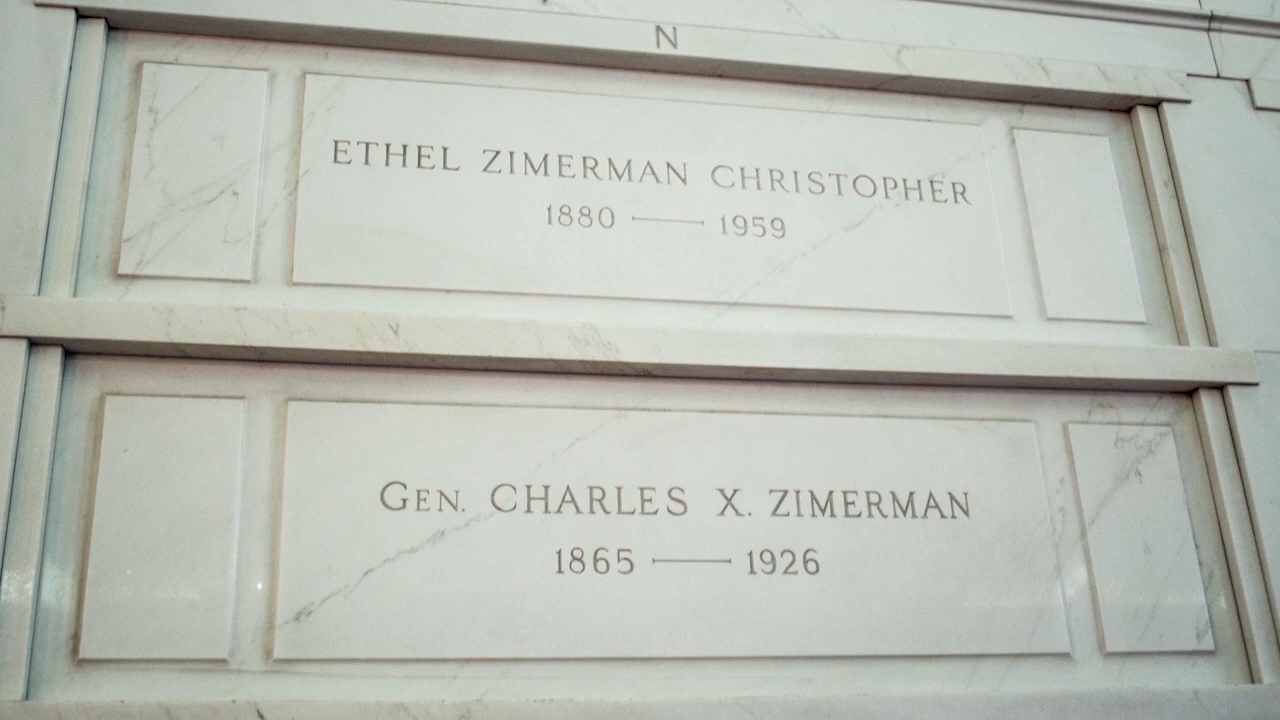 N
ETHEL ZIMERMAN CHRISTOPHER
1880 — 1959
GEN. CHARLES X. ZIMERMAN
1865 — 1926